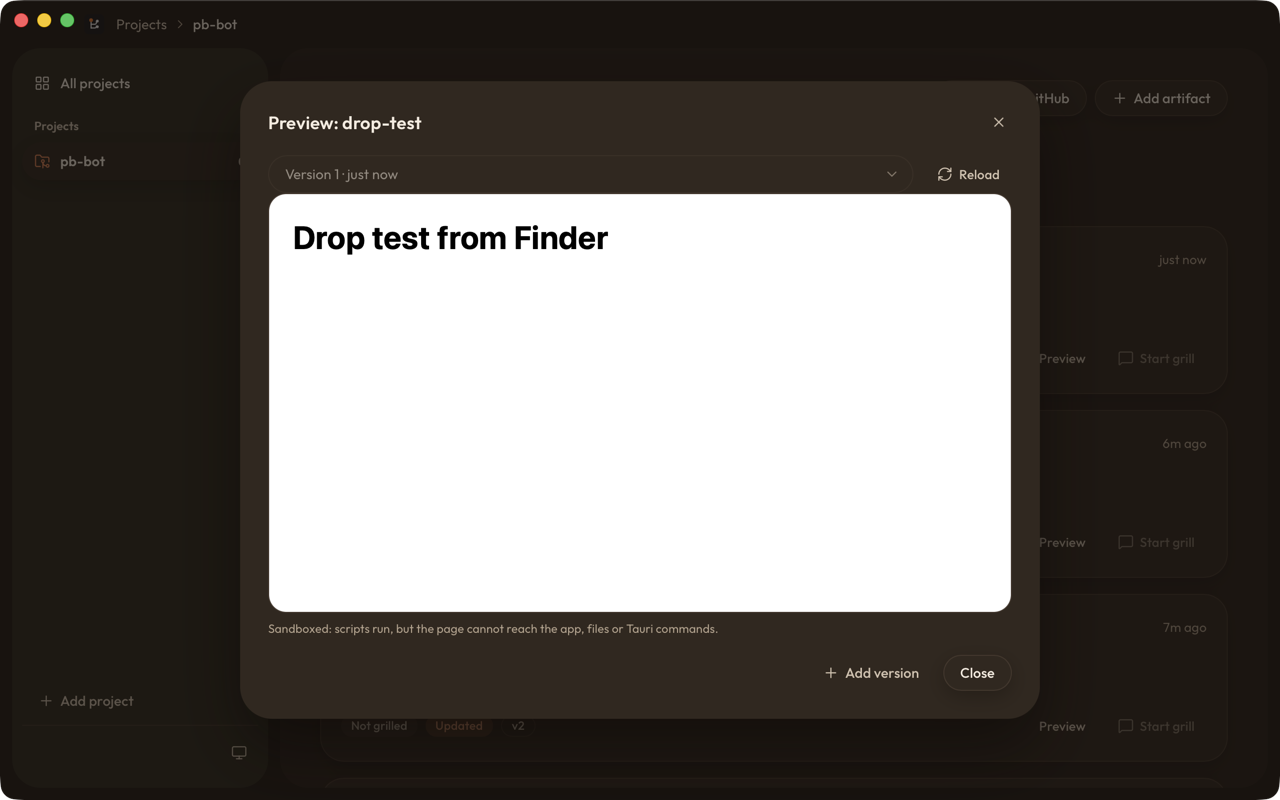 Projects > pb-bot
All projects
Projects
pb-bot
Add project
Add artifact
Preview: drop-test
Version 1 · just now
Reload
Drop test from Finder
Sandboxed: scripts run, but the page cannot reach the app, files or Tauri commands.
Add version
Close
just now
Preview
Start grill
6m ago
Preview
Start grill
7m ago
Not grilled
Updated
v2
Preview
Start grill